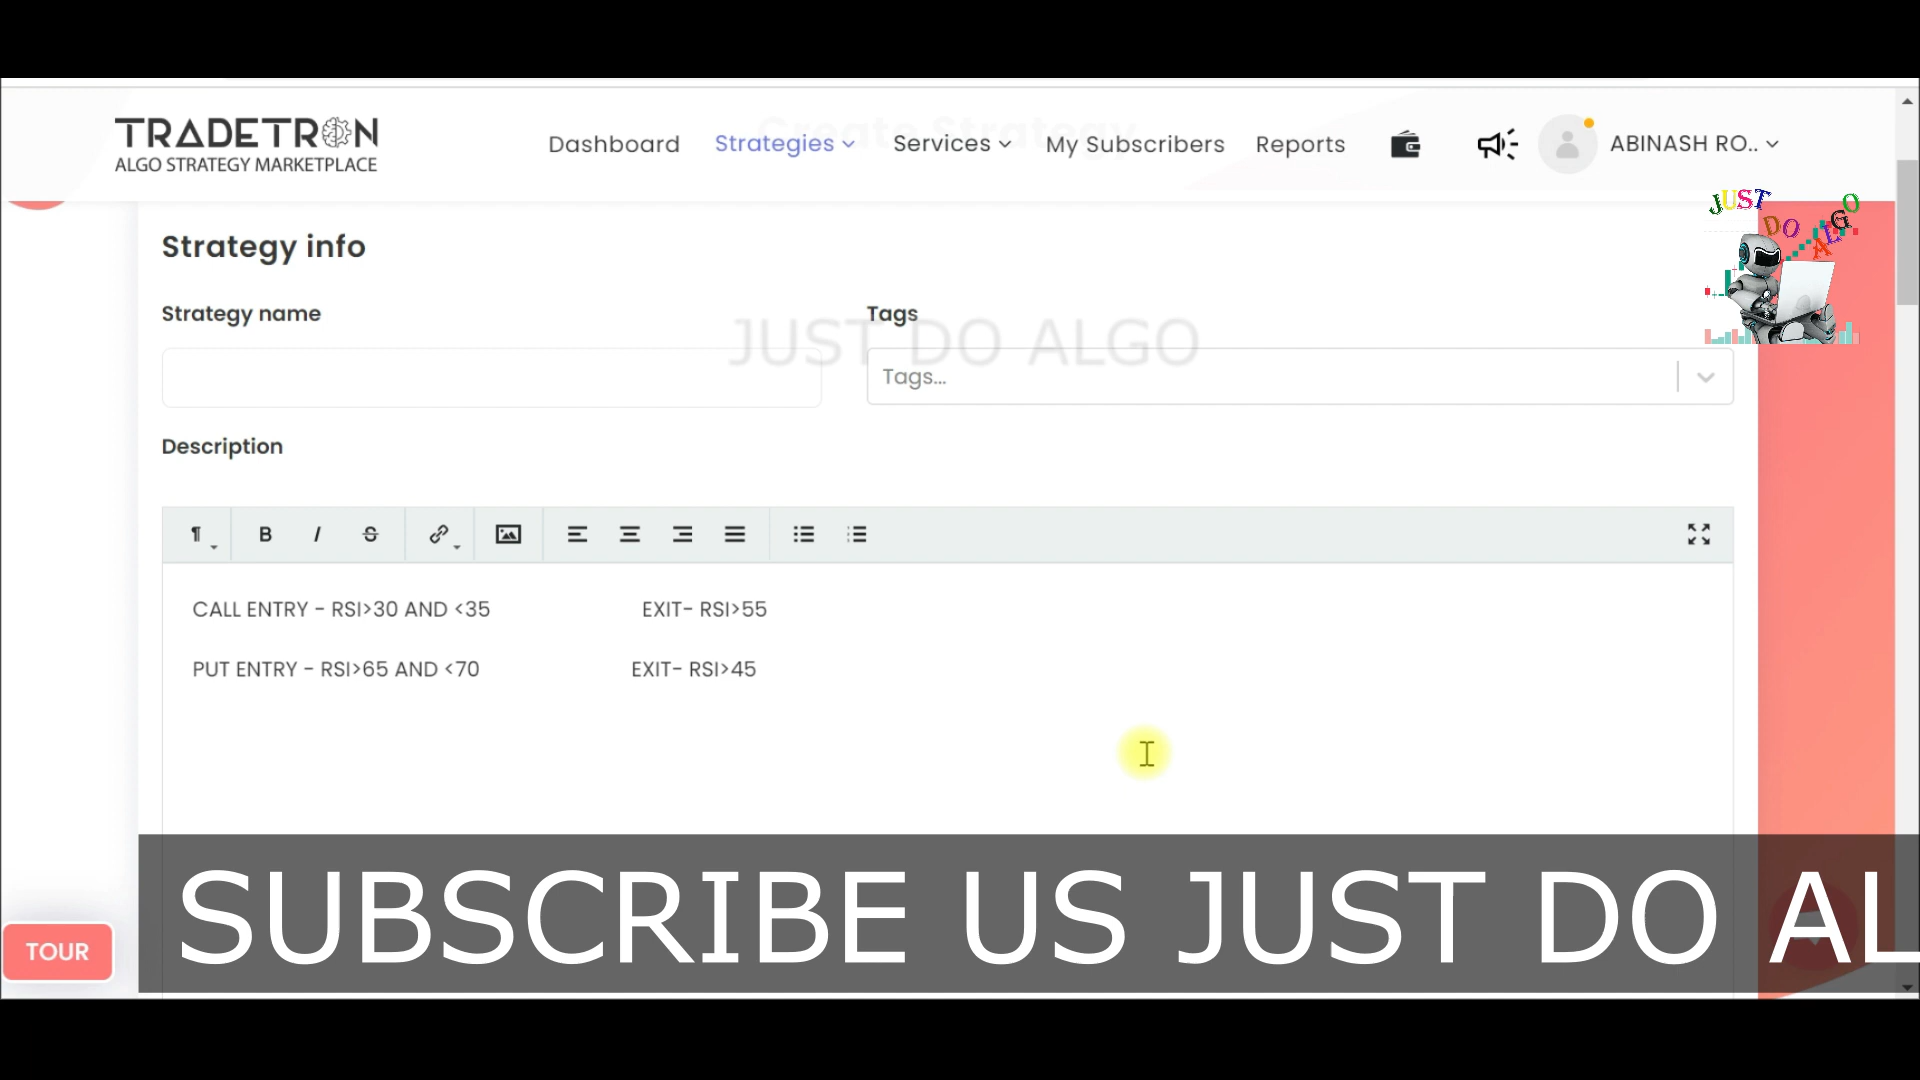 Create Strategy
TRADETRON
ALGO STRATEGY MARKETPLACE
Dashboard Strategies Services My Subscribers Reports ABINASH RO..
JUST DO ALGO
Strategy info
Strategy name Tags
JUST DO ALGO
Tags...
Description
B I S
CALL ENTRY - RSI>30 AND <35 EXIT- RSI>55
PUT ENTRY - RSI>65 AND <70 EXIT- RSI>45
SUBSCRIBE US JUST DO AL
TOUR